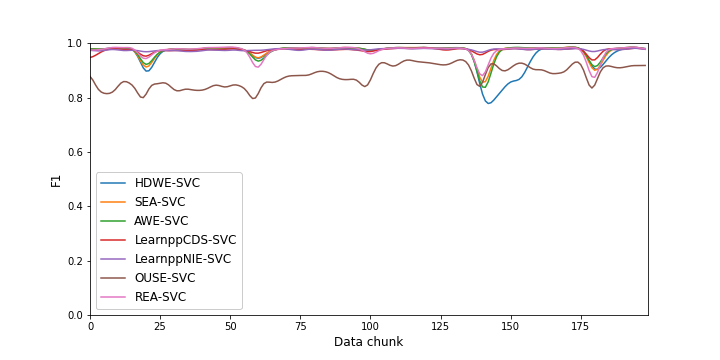 1.0
0.8
0.6
0.4
0.2
0.0
F1
HDWE-SVC
SEA-SVC
AWE-SVC
LearnppCDS-SVC
LearnppNIE-SVC
OUSE-SVC
REA-SVC
0 25 50 75 100 125 150 175
Data chunk